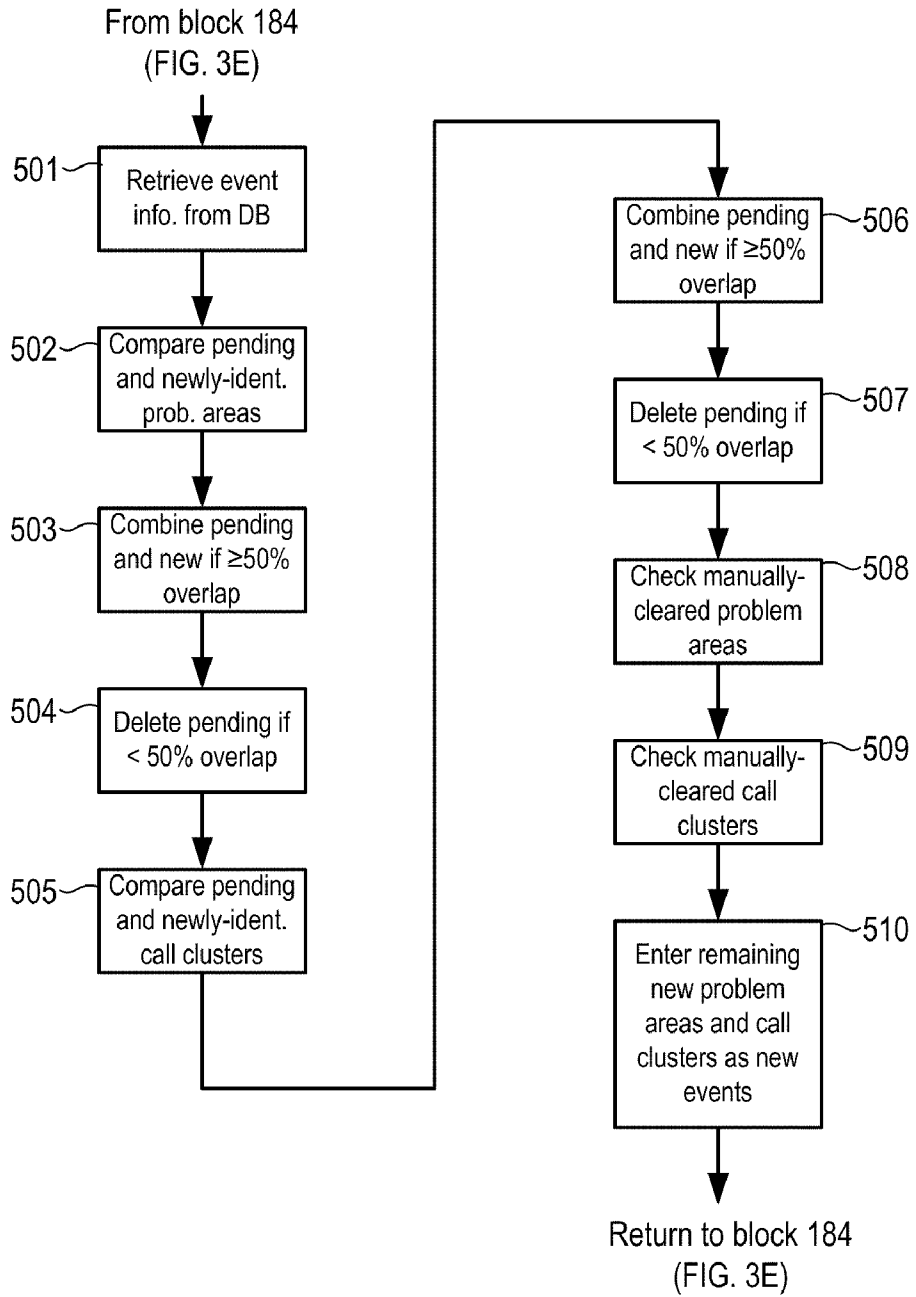 From block 184
(FIG. 3E)
501
Retrieve event
info. from DB
502
Compare pending
and newly-ident.
prob. areas
503
Combine pending
and new if ≥50%
overlap
504
Delete pending if
< 50% overlap
505
Compare pending
and newly-ident.
call clusters
506
Combine pending
and new if ≥50%
overlap
507
Delete pending if
< 50% overlap
508
Check manually-
cleared problem
areas
509
Check manually-
cleared call
clusters
510
Enter remaining
new problem
areas and call
clusters as new
events
Return to block 184
(FIG. 3E)